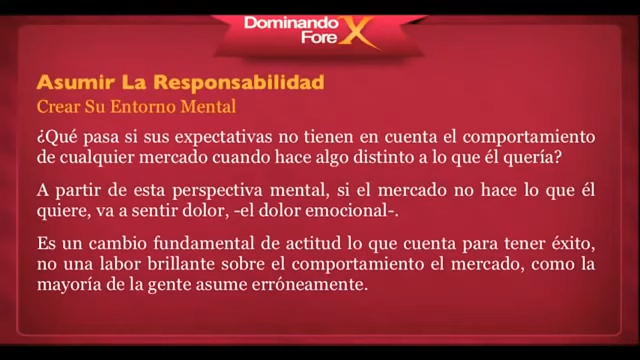 Dominando
ForeX
Asumir La Responsabilidad
Crear Su Entorno Mental
¿Qué pasa si sus expectativas no tienen en cuenta el comportamiento
de cualquier mercado cuando hace algo distinto a lo que él quería?
A partir de esta perspectiva mental, si el mercado no hace lo que él
quiere, va a sentir dolor, -el dolor emocional-.
Es un cambio fundamental de actitud lo que cuenta para tener éxito,
no una labor brillante sobre el comportamiento el mercado, como la
mayoría de la gente asume erróneamente.